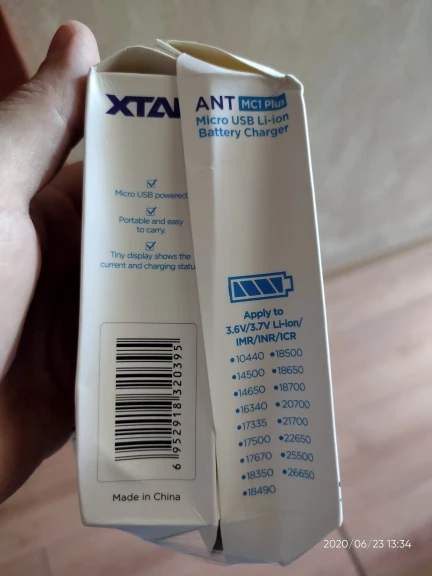 XTA
Micro USB powered.
Portable and easy
to carry.
Tiny display shows the
current and charging statu
6 952918 320395
Made in China
ANT MC1 Plus
Micro USB Li-ion
Battery Charger
Apply to
3.6V/3.7V Li-ion/
IMR/INR/ICR
•10440 •18500
•14500 •18650
•14650 •18700
•16340 •20700
•17335 •21700
•17500 •22650
•17670 •25500
•18350 •26650
•18490
2020/06/23 13:34